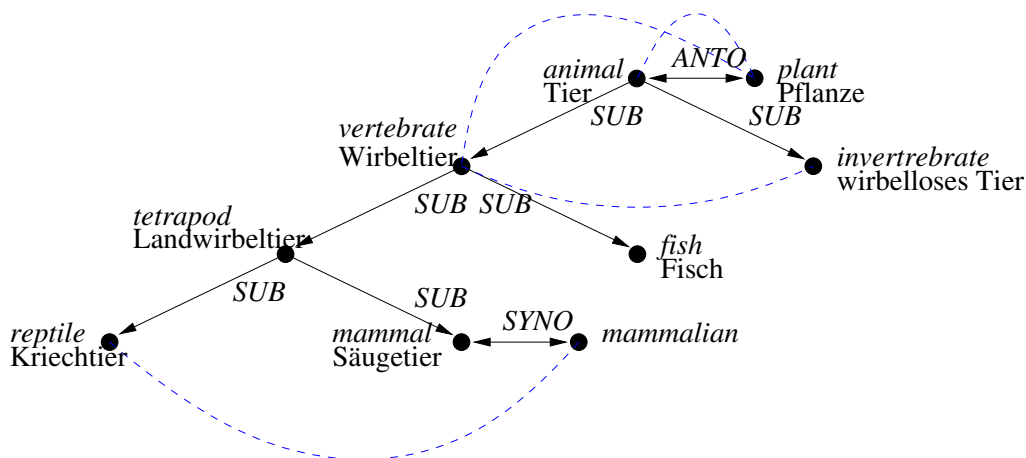 animal
Tier
ANTO
plant
Pflanze
SUB
SUB
vertebrate
Wirbeltier
invertrebrate
wirbelloses Tier
SUB
SUB
tetrapod
Landwirbeltier
fish
Fisch
SUB
SUB
reptile
Kriechtier
mammal
Säugetier
SYNO
mammalian